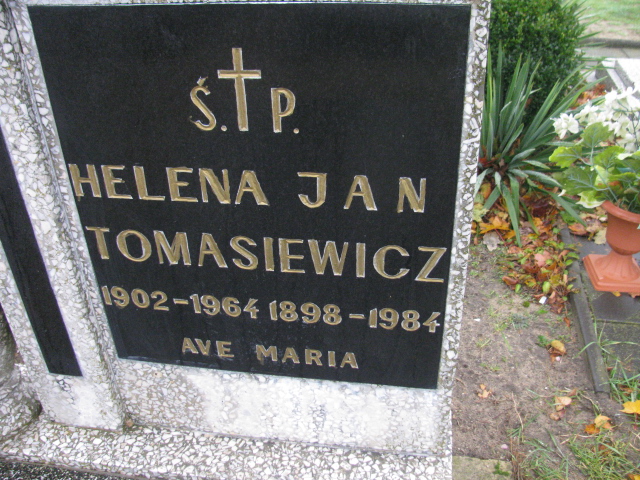 Ś.P.
HELENA JAN
TOMASIEWICZ
1902-1964 1898-1984
AVE MARIA